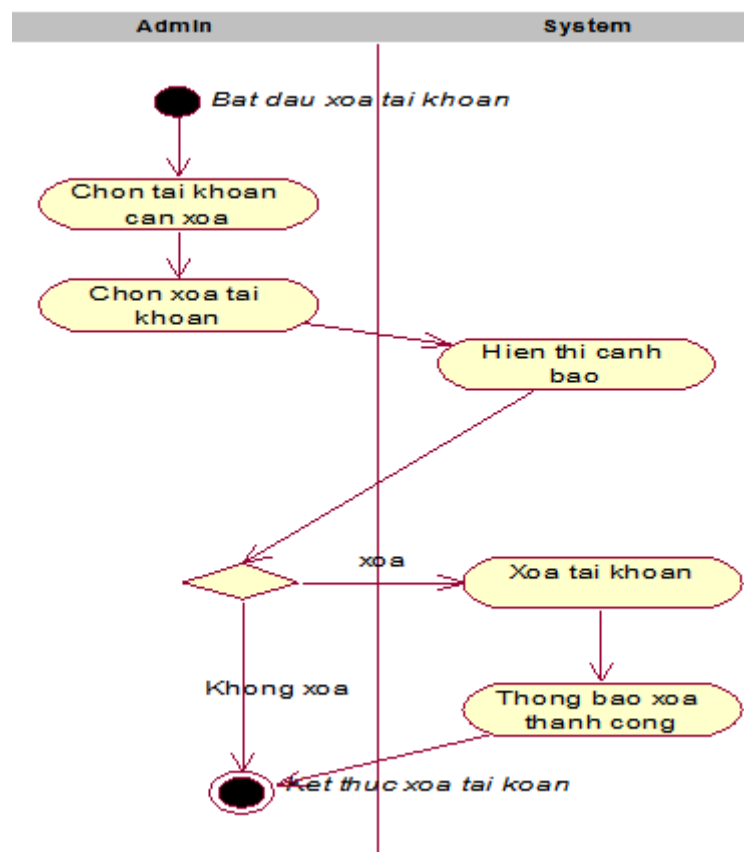 Admin
System
Bat dau xoa tai khoan
Chon tai khoan
can xoa
Chon xoa tai
khoan
Hien thi canh
bao
xoa
Xoa tai khoan
Khong xoa
Thong bao xoa
thanh cong
Ket thuc xoa tai koan